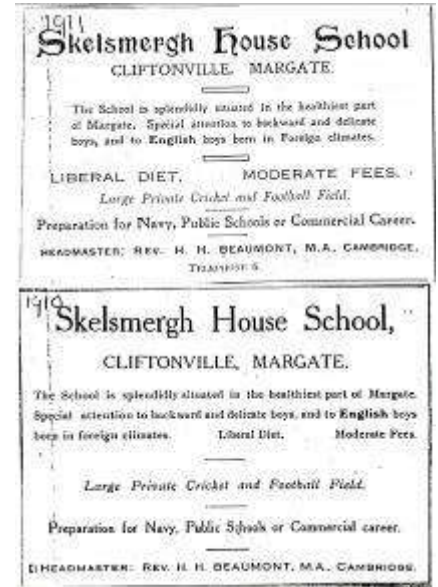 1911
Skelsmergh House School
CLIFTONVILLE, MARGATE.
The School is splendidly situated in the healthiest part
of Margate. Special attention to backward and delicate
boys, and to English boys born in Foreign climates.
LIBERAL DIET. MODERATE FEES.
Large Private Cricket and Football Field.
Preparation for Navy, Public Schools or Commercial Career.
HEADMASTER: REV. H. H. BEAUMONT, M.A., CAMBRIDGE.
1910
Skelsmergh House School,
CLIFTONVILLE, MARGATE.
The School is splendidly situated in the healthiest part of Margate.
Special attention to backward and delicate boys, and to English boys
born in foreign climates. Liberal Diet. Moderate Fees.
Large Private Cricket and Football Field.
Preparation for Navy, Public Schools or Commercial career.
HEADMASTER: REV. H. H. BEAUMONT, M.A., CAMBRIDGE.